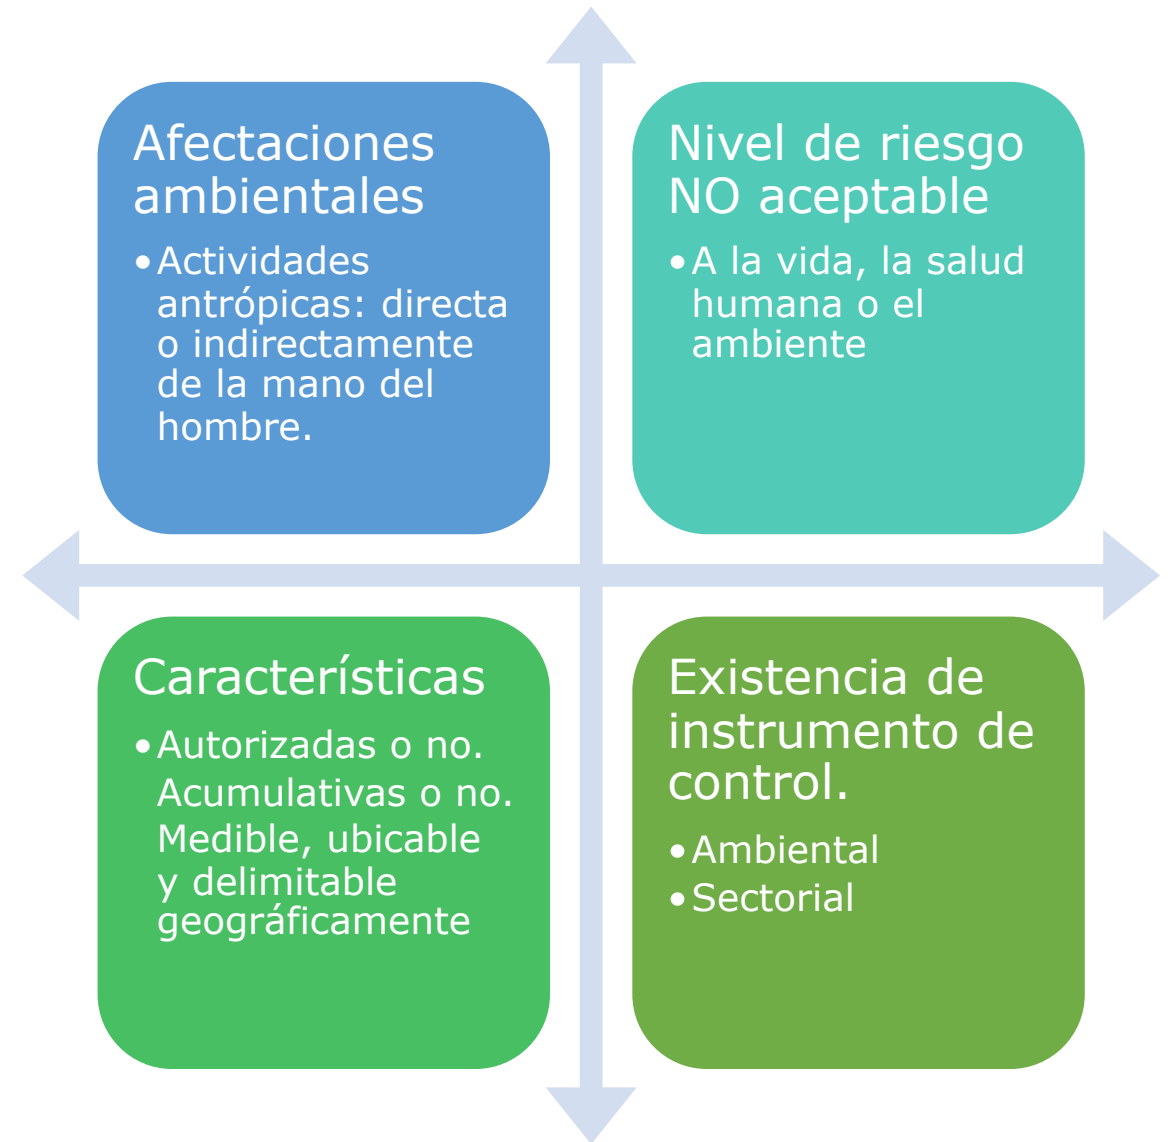 Afectaciones
ambientales
•Actividades
antrópicas: directa
o indirectamente
de la mano del
hombre.
Nivel de riesgo
NO aceptable
•A la vida, la salud
humana o el
ambiente
Características
•Autorizadas o no.
Acumulativas o no.
Medible, ubicable
y delimitable
geográficamente
Existencia de
instrumento de
control.
•Ambiental
•Sectorial